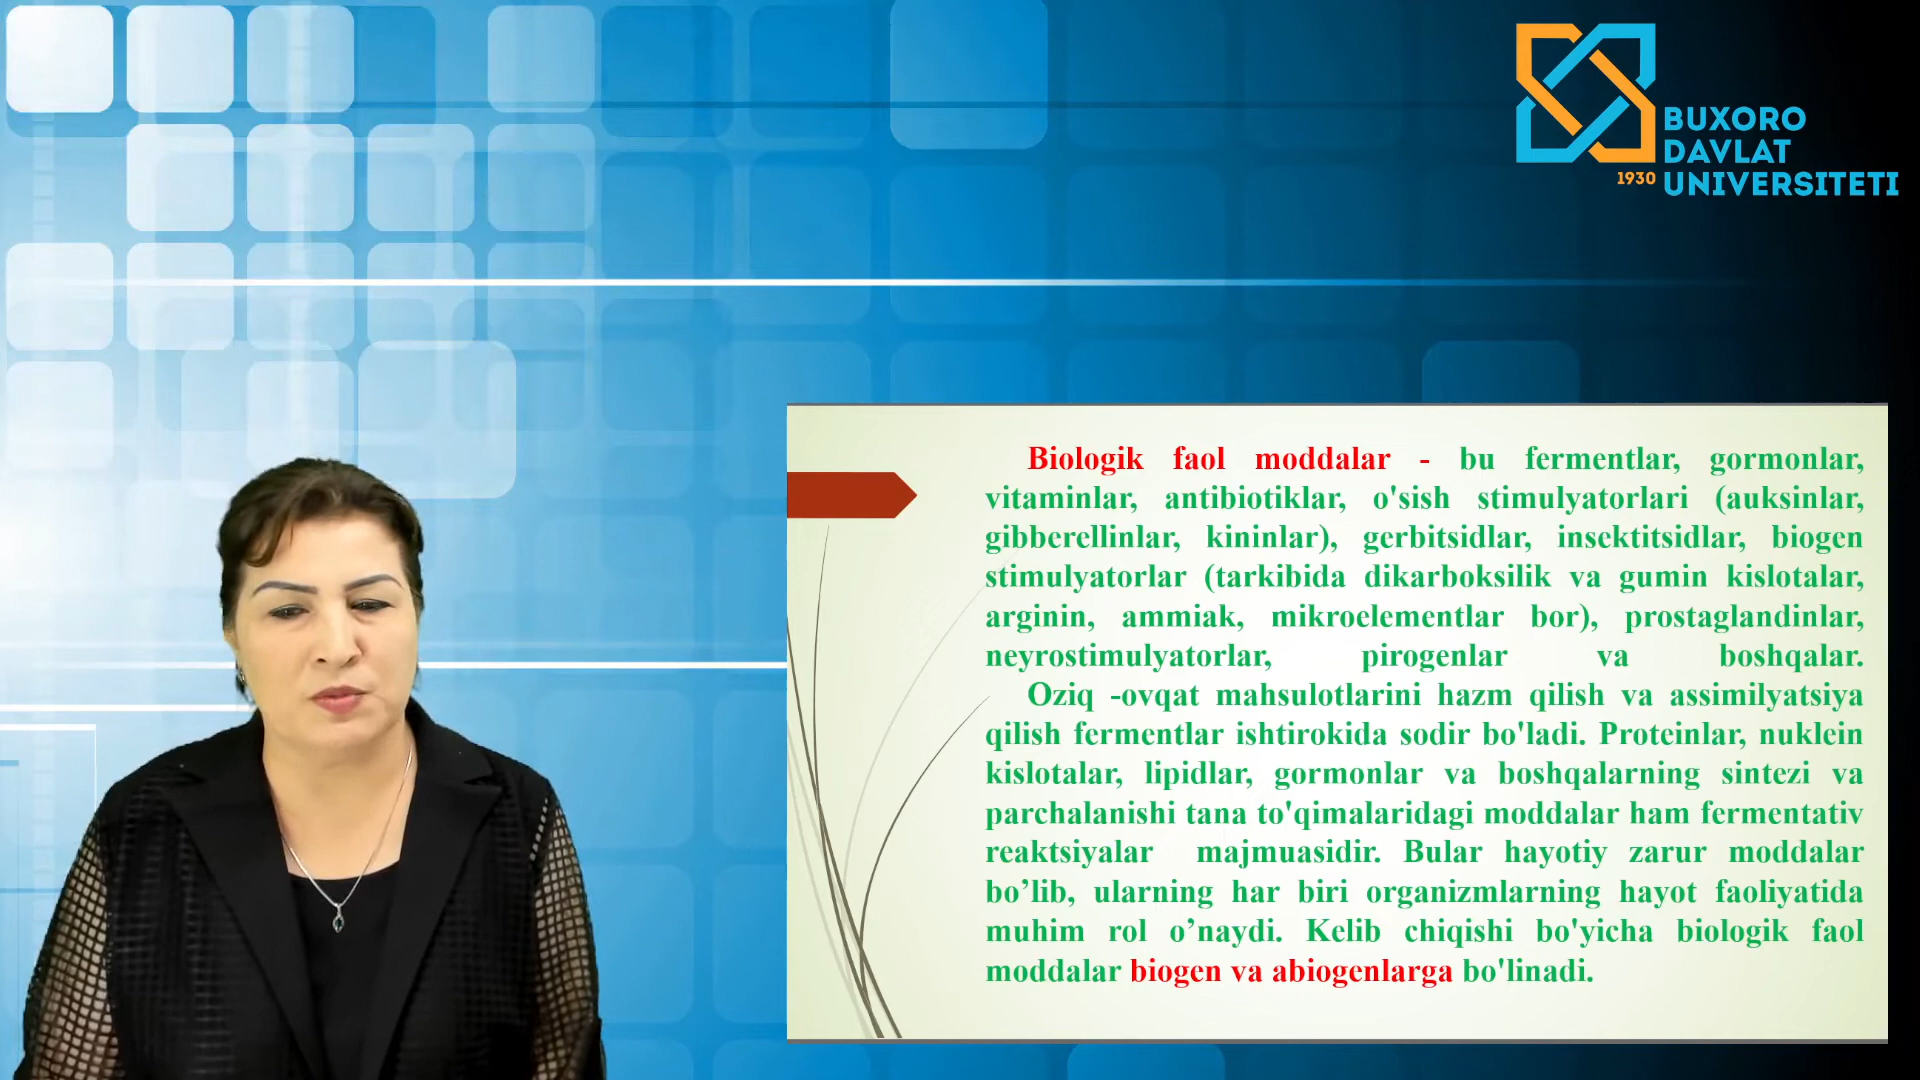 BUXORO
DAVLAT
1930 UNIVERSITETI
Biologik faol moddalar - bu fermentlar, gormonlar,
vitaminlar, antibiotiklar, o'sish stimulyatorlari (auksinlar,
gibberellinlar, kininlar), gerbitsidlar, insektitsidlar, biogen
stimulyatorlar (tarkibida dikarboksilik va gumin kislotalar,
arginin, ammiak, mikroelementlar bor), prostaglandinlar,
neyrostimulyatorlar, pirogenlar va boshqalar.
Oziq -ovqat mahsulotlarini hazm qilish va assimilyatsiya
qilish fermentlar ishtirokida sodir bo'ladi. Proteinlar, nuklein
kislotalar, lipidlar, gormonlar va boshqalarning sintezi va
parchalanishi tana to'qimalaridagi moddalar ham fermentativ
reaktsiyalar majmuasidir. Bular hayotiy zarur moddalar
bo’lib, ularning har biri organizmlarning hayot faoliyatida
muhim rol o’naydi. Kelib chiqishi bo'yicha biologik faol
moddalar biogen va abiogenlarga bo'linadi.